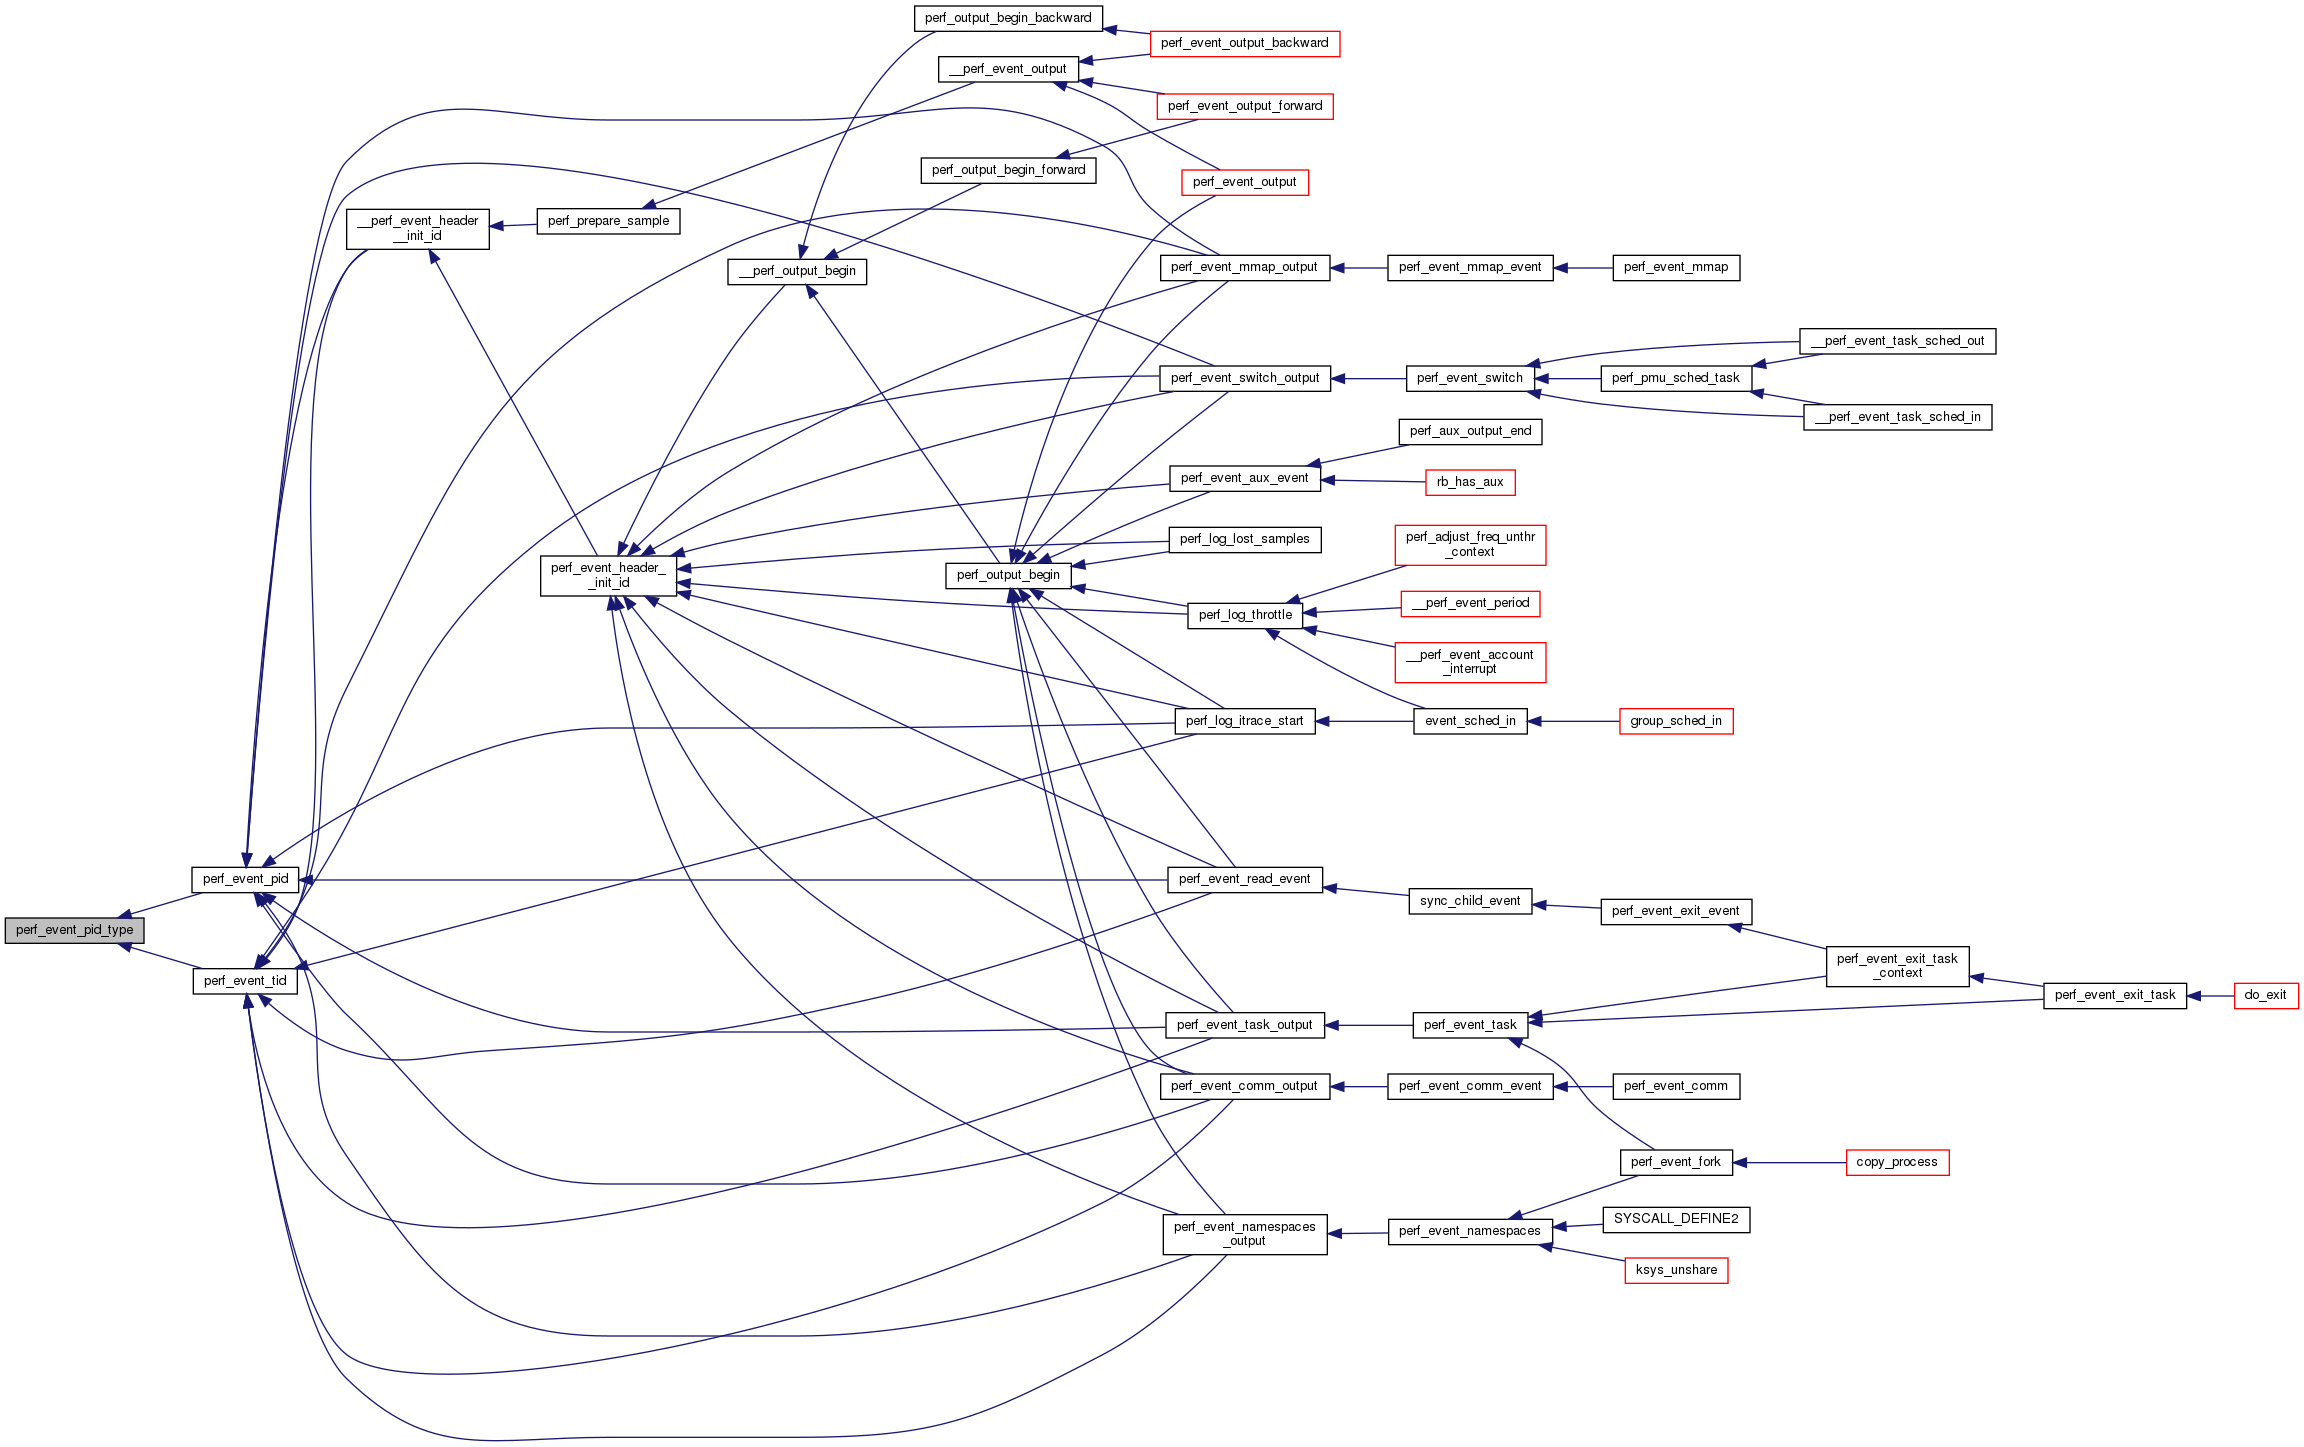 perf_output_begin_backward
perf_event_output_backward
__perf_event_output
perf_event_output_forward
perf_output_begin_forward
perf_event_output
__perf_event_header
__init_id
perf_prepare_sample
__perf_output_begin
perf_event_mmap_output
perf_event_mmap_event
perf_event_mmap
__perf_event_task_sched_out
perf_event_switch_output
perf_event_switch
perf_pmu_sched_task
__perf_event_task_sched_in
perf_aux_output_end
perf_event_aux_event
rb_has_aux
perf_log_lost_samples
perf_adjust_freq_unthr
_context
perf_event_header_
_init_id
perf_output_begin
perf_log_throttle
__perf_event_period
__perf_event_account
_interrupt
perf_log_itrace_start
event_sched_in
group_sched_in
perf_event_pid
perf_event_read_event
sync_child_event
perf_event_exit_event
perf_event_pid_type
perf_event_exit_task
_context
perf_event_tid
perf_event_exit_task
do_exit
perf_event_task_output
perf_event_task
perf_event_comm_output
perf_event_comm_event
perf_event_comm
perf_event_fork
copy_process
perf_event_namespaces
_output
perf_event_namespaces
SYSCALL_DEFINE2
ksys_unshare